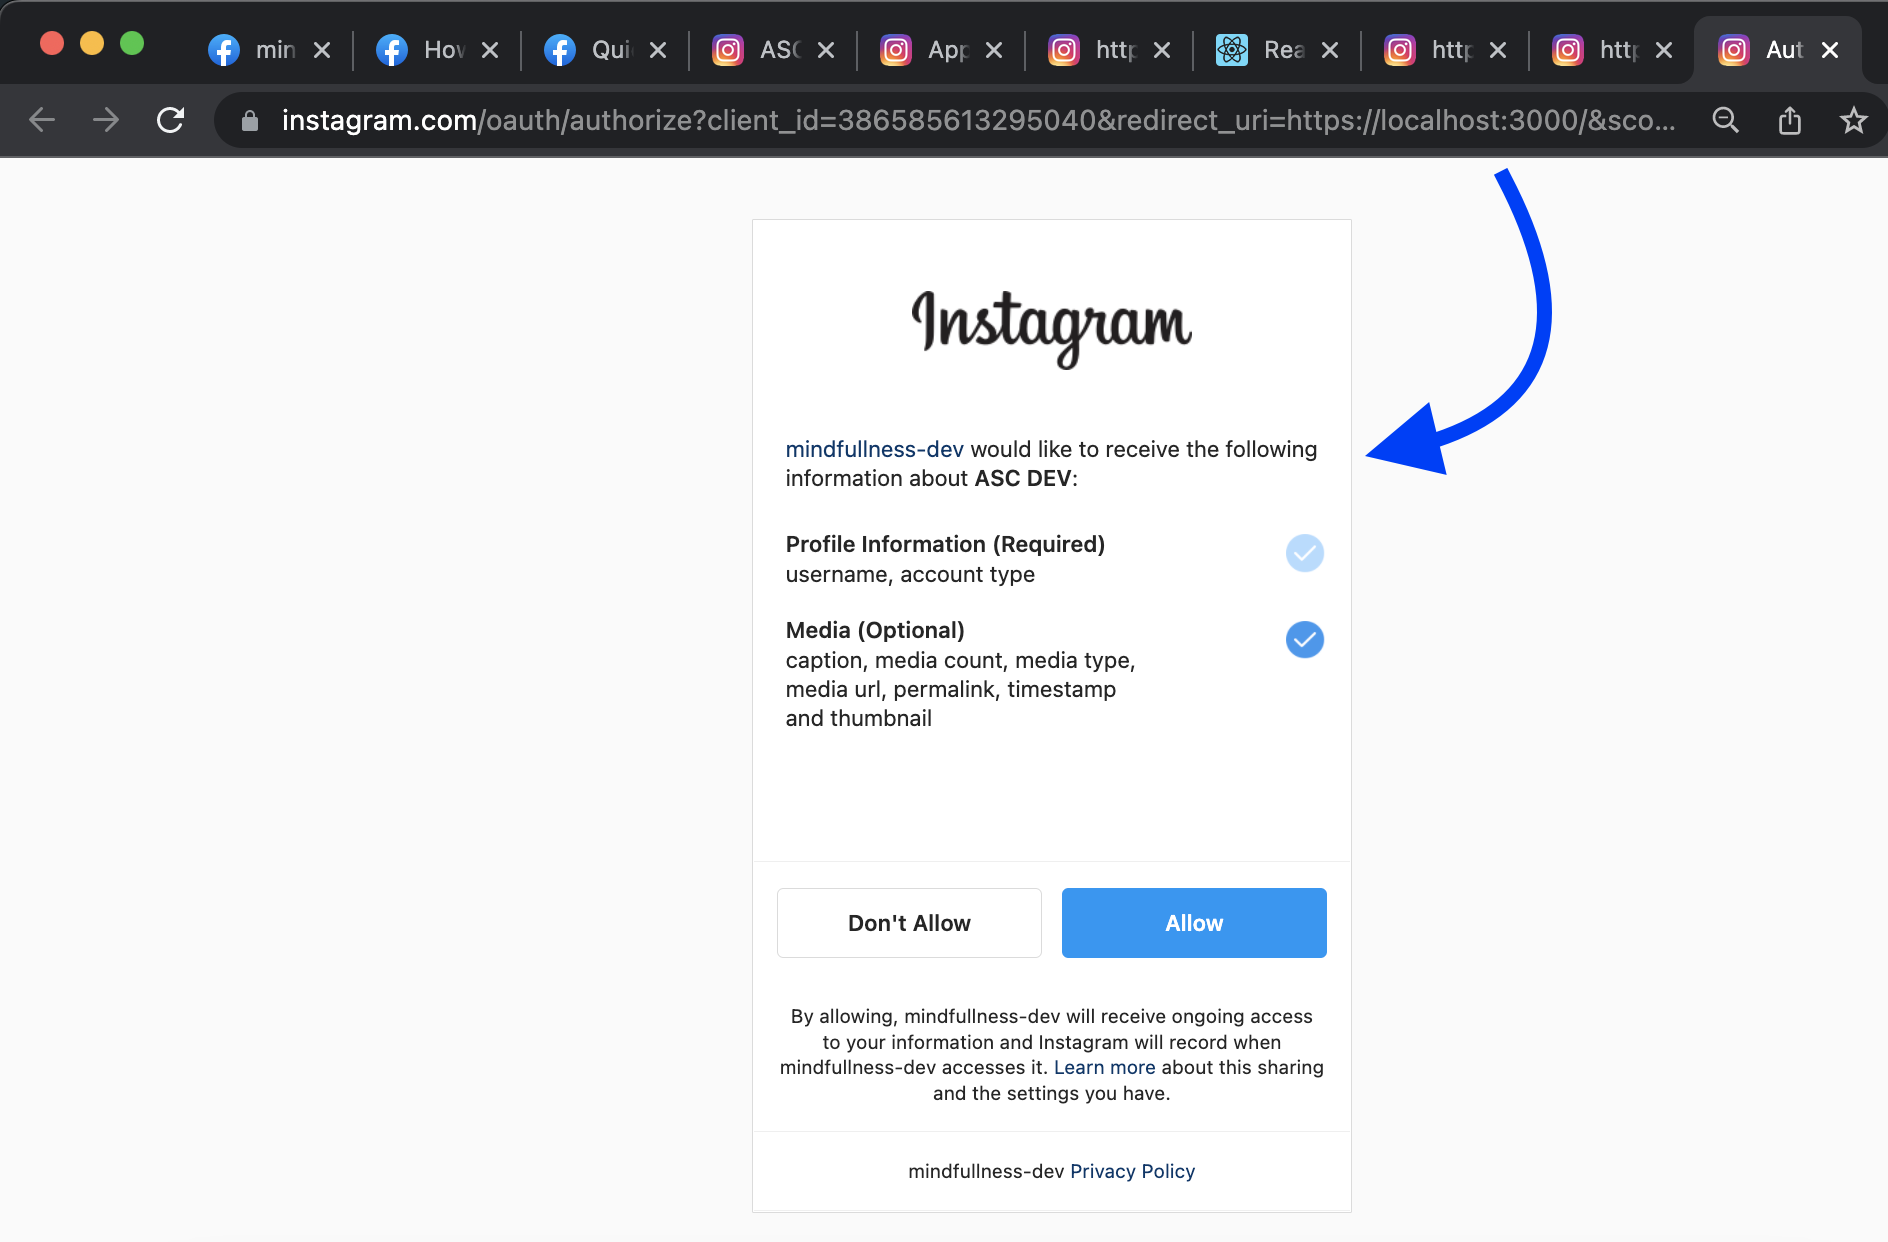 min
How
Qui
ASC
App
http
Rea
http
http
Aut
instagram.com/oauth/authorize?client_id=386585613295040&redirect_uri=https://localhost:3000/&sco...
Instagram
mindfullness-dev would like to receive the following
information about ASC DEV:
Profile Information (Required)
username, account type
Media (Optional)
caption, media count, media type,
media url, permalink, timestamp
and thumbnail
Don't Allow
Allow
By allowing, mindfullness-dev will receive ongoing access
to your information and Instagram will record when
mindfullness-dev accesses it. Learn more about this sharing
and the settings you have.
mindfullness-dev Privacy Policy